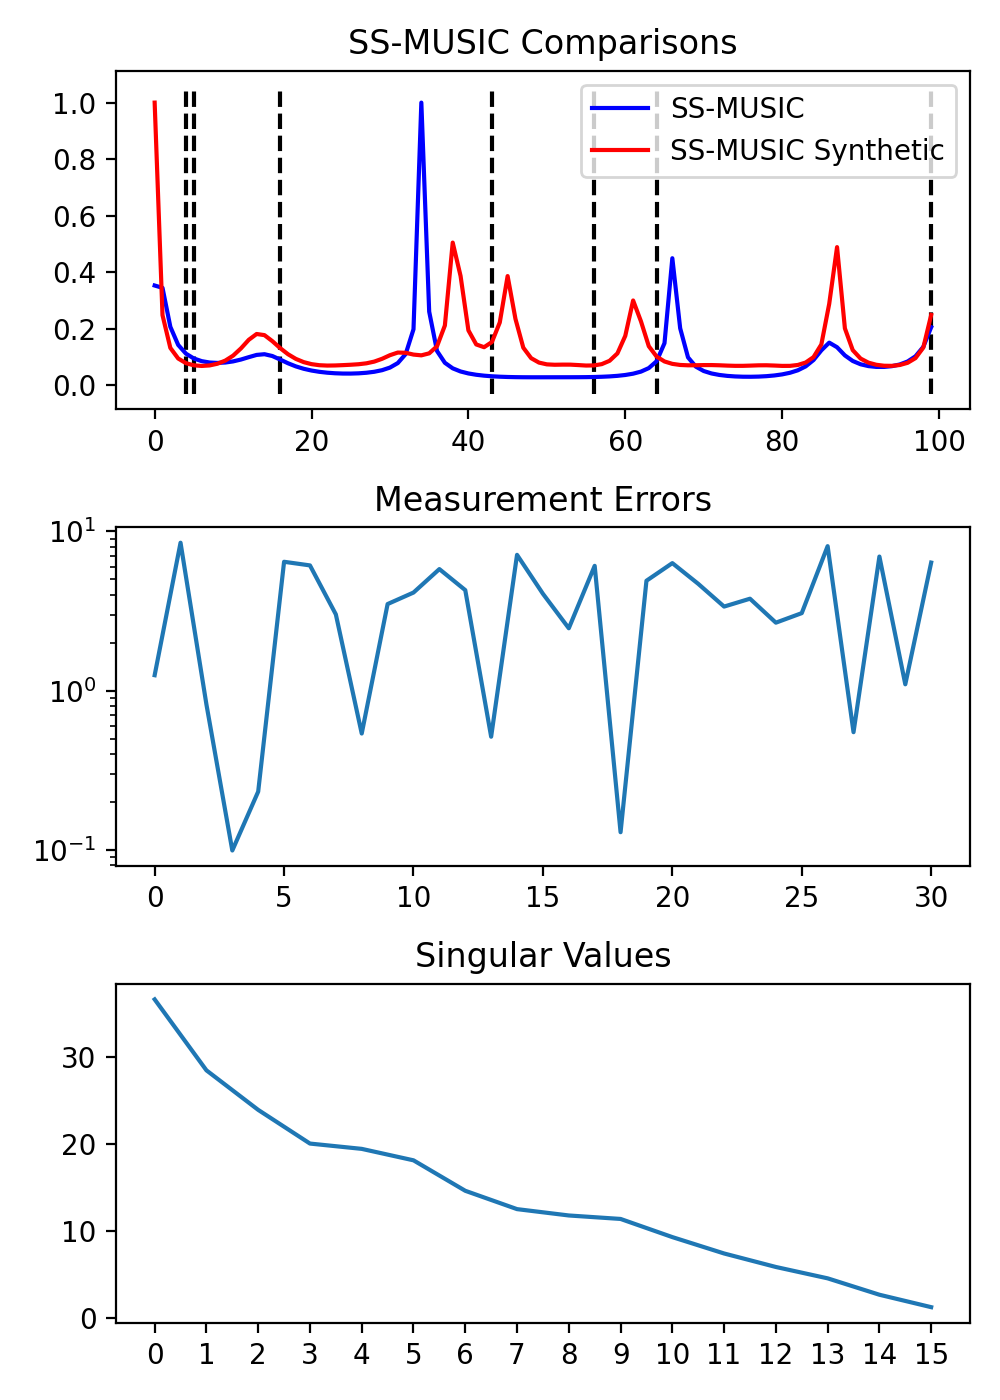 SS-MUSIC Comparisons
1.0
0.8
0.6
0.4
0.2
0.0
SS-MUSIC
SS-MUSIC Synthetic
0 20 40 60 80 100
Measurement Errors
10¹
10⁰
10⁻¹
0 5 10 15 20 25 30
Singular Values
30
20
10
0
0 1 2 3 4 5 6 7 8 9 10 11 12 13 14 15